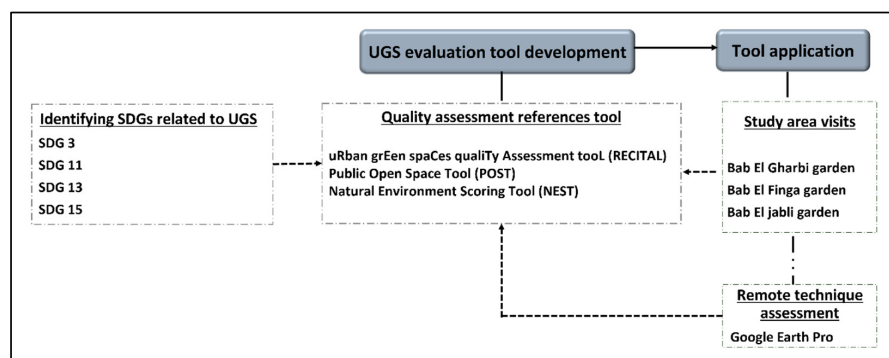 UGS evaluation tool development
Tool application
Identifying SDGs related to UGS
SDG 3
SDG 11
SDG 13
SDG 15
Quality assessment references tool
uRban grEen spaCes qualiTy Assessment tooL (RECITAL)
Public Open Space Tool (POST)
Natural Environment Scoring Tool (NEST)
Study area visits
Bab El Gharbi garden
Bab El Finga garden
Bab El jabli garden
Remote technique
assessment
Google Earth Pro